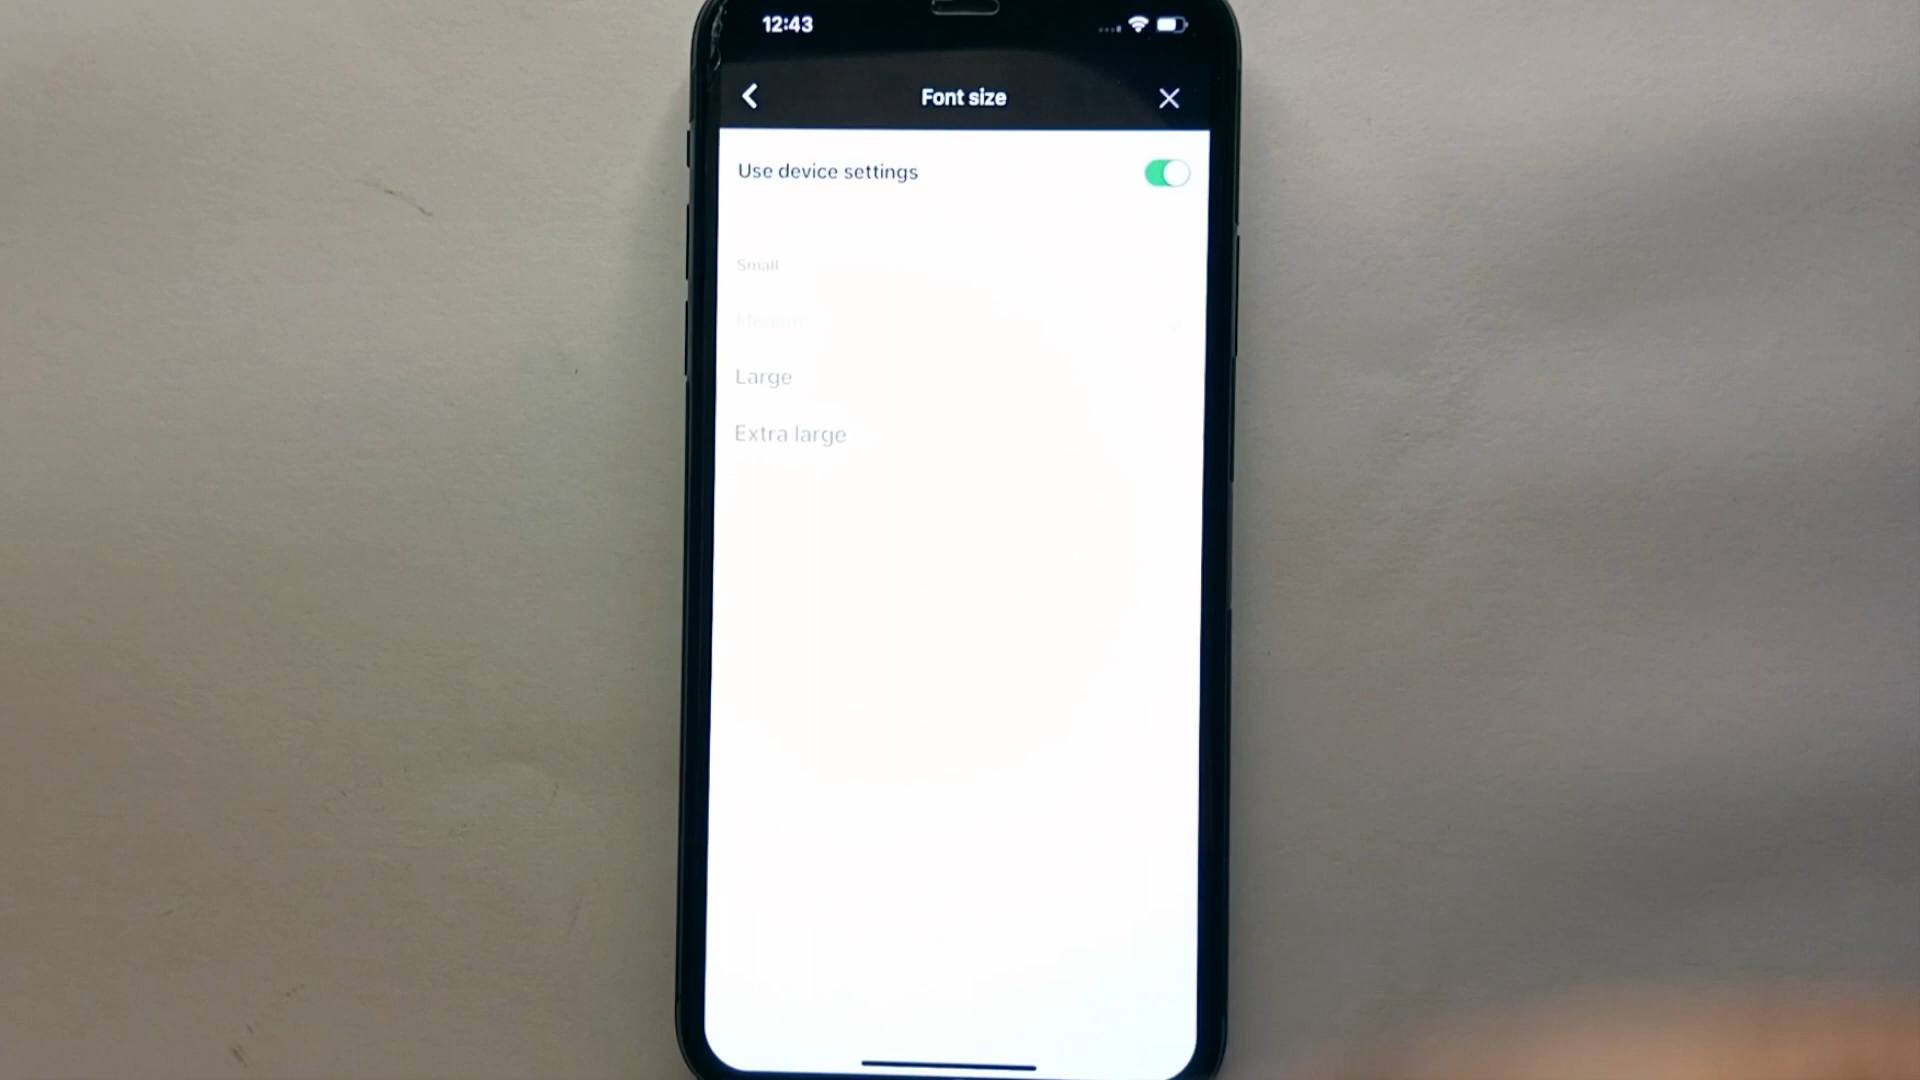 12:43
Font size
Use device settings
Small
Medium
Large
Extra large